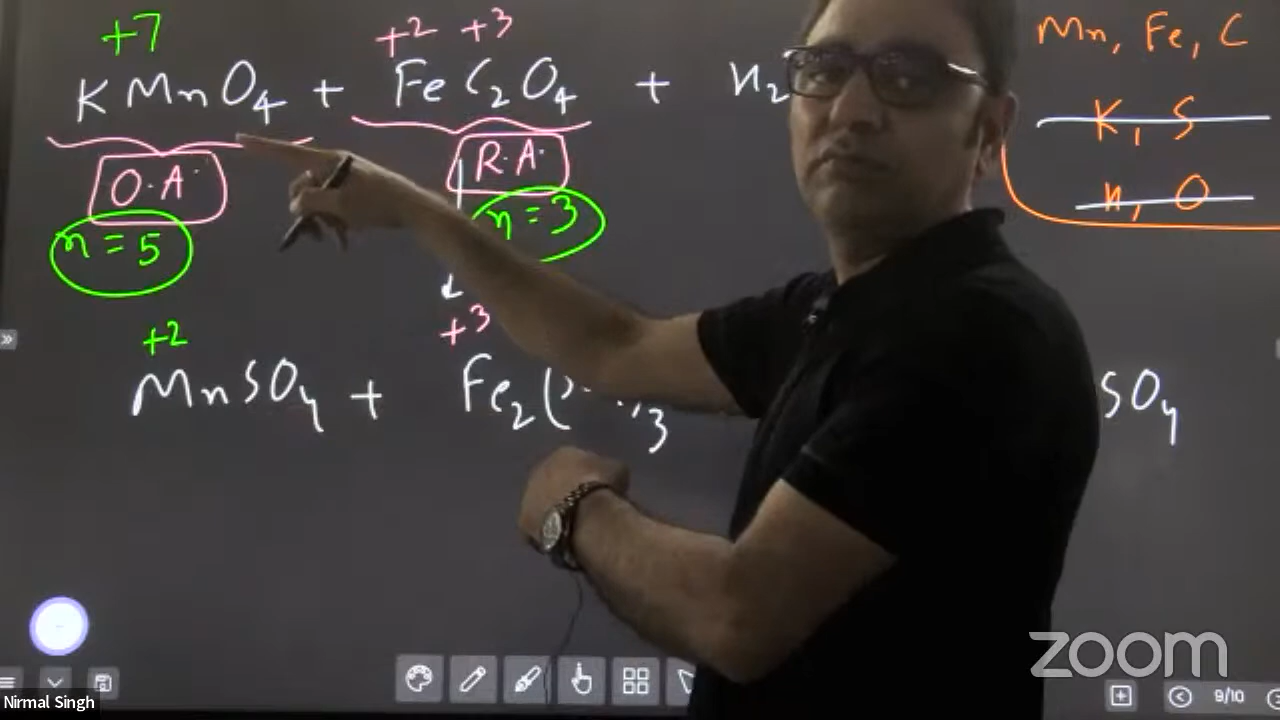 +7 +2 +3 Mn, Fe, C
KMnO4 + FeC2O4 + H2
K, S
O.A. R.A.
H, O
n = 5 n = 3
+2 +3
MnSO4 + Fe2( )3 SO4
zoom
9/10
Nirmal Singh